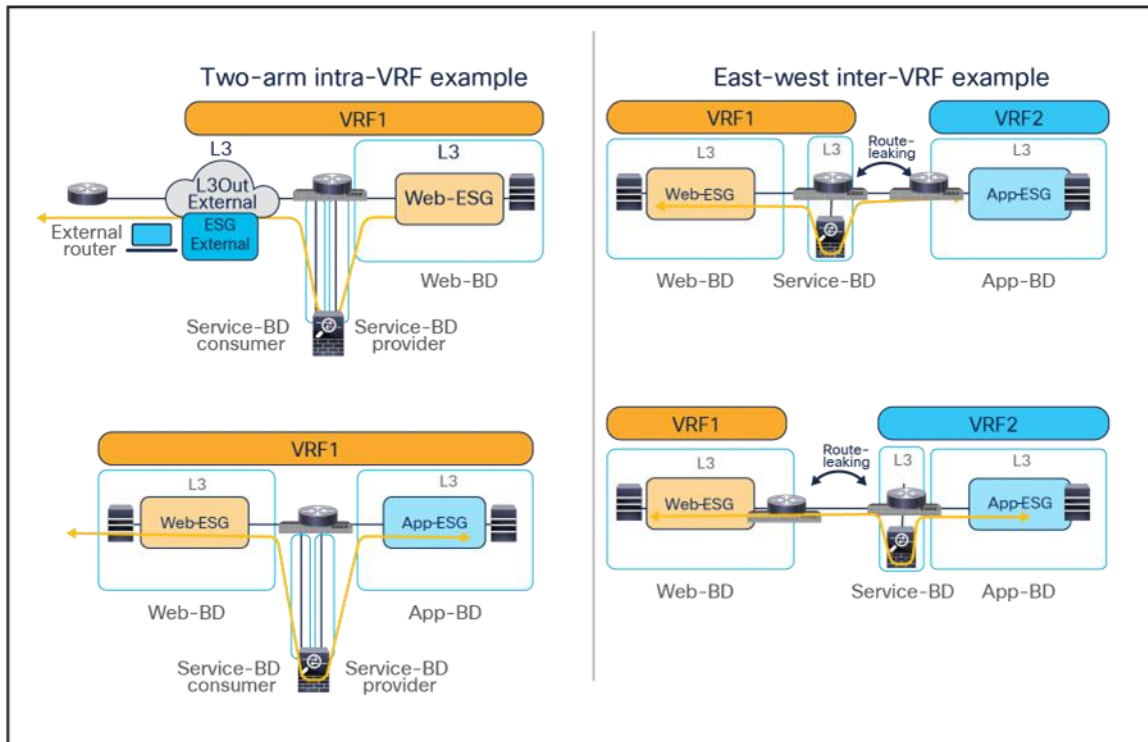 Two-arm intra-VRF example
VRF1
L3
L3
L3Out
External
ESG
External
Web-ESG
External
router
Web-BD
Service-BD
consumer
Service-BD
provider
VRF1
L3
L3
Web-ESG
App-ESG
Web-BD
App-BD
Service-BD
consumer
Service-BD
provider
East-west inter-VRF example
VRF1
VRF2
L3
L3
Route-
leaking
L3
Web-ESG
App-ESG
Web-BD
Service-BD
App-BD
VRF1
VRF2
L3
Route-
leaking
L3
L3
Web-ESG
App-ESG
Web-BD
Service-BD
App-BD